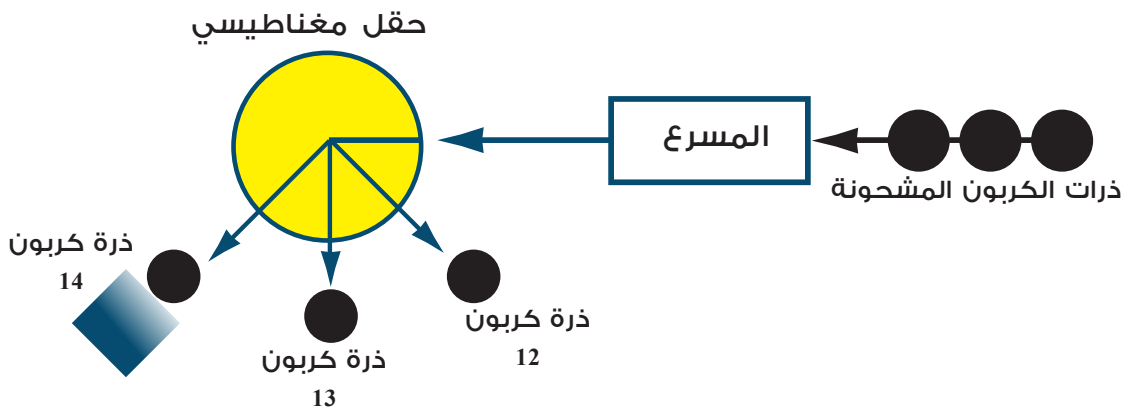 حقل مغناطيسي
المسرع
ذرات الكربون المشحونة
ذرة كربون
14
ذرة كربون
13
ذرة كربون
12